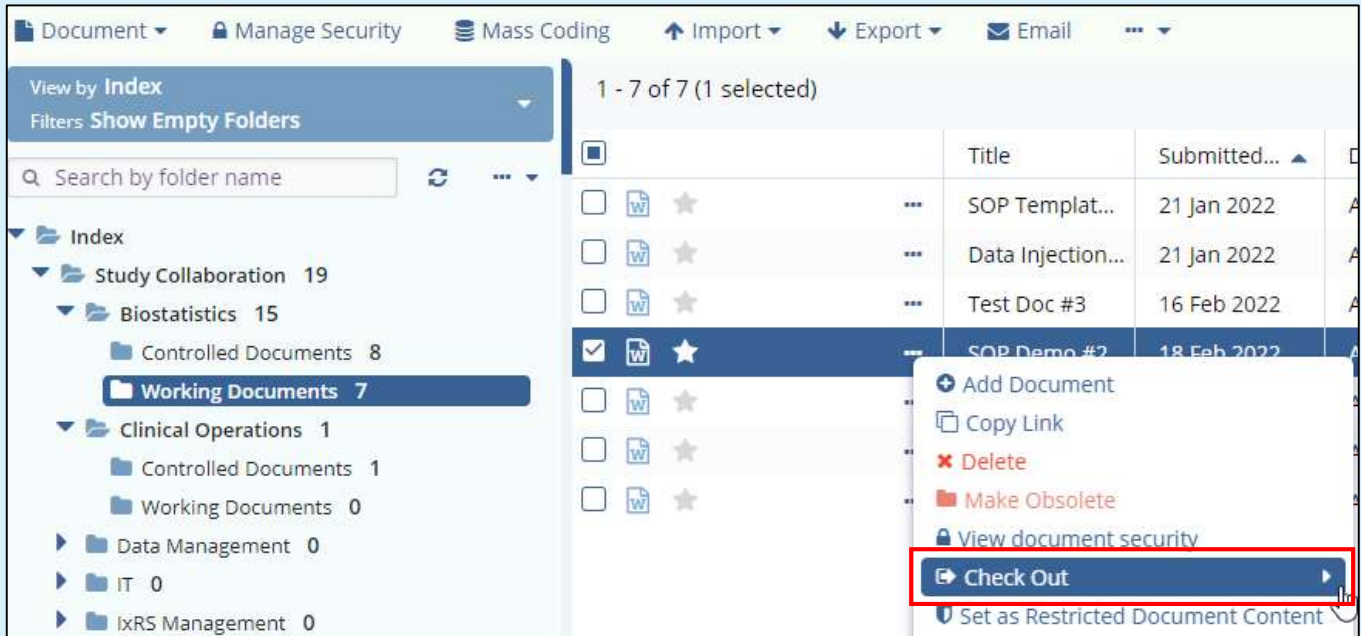 Document Manage Security Mass Coding Import Export Email
View by Index
Filters Show Empty Folders
1 - 7 of 7 (1 selected)
Search by folder name
Title Submitted...
Index
Study Collaboration 19
Biostatistics 15
Controlled Documents 8
Working Documents 7
Clinical Operations 1
Controlled Documents 1
Working Documents 0
Data Management 0
IT 0
IxRS Management 0
SOP Templat... 21 Jan 2022
Data Injection... 21 Jan 2022
Test Doc #3 16 Feb 2022
SOP Demo #2 18 Feb 2022
Add Document
Copy Link
Delete
Make Obsolete
View document security
Check Out
Set as Restricted Document Content